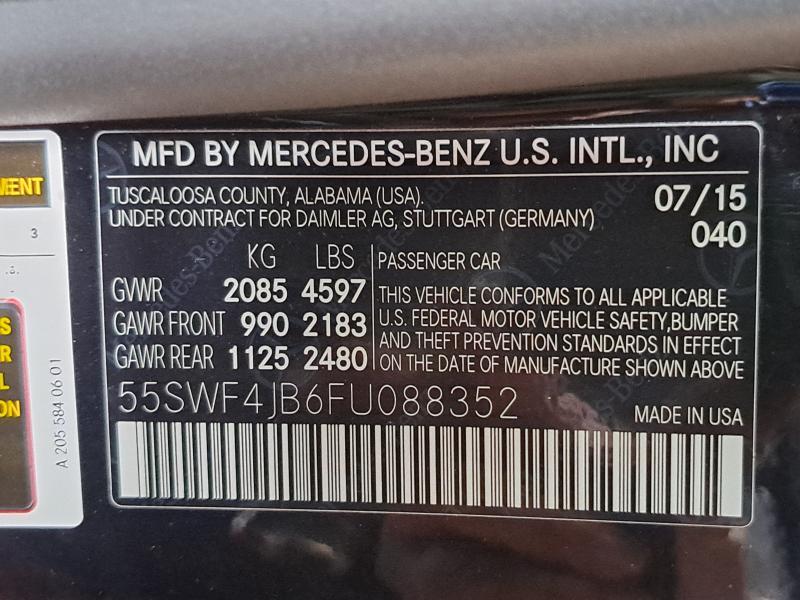 MFD BY MERCEDES-BENZ U.S. INTL., INC
TUSCALOOSA COUNTY, ALABAMA (USA).
UNDER CONTRACT FOR DAIMLER AG, STUTTGART (GERMANY)
07/15
040
KG LBS
GVWR 2085 4597
GAWR FRONT 990 2183
GAWR REAR 1125 2480
PASSENGER CAR
THIS VEHICLE CONFORMS TO ALL APPLICABLE
U.S. FEDERAL MOTOR VEHICLE SAFETY,BUMPER
AND THEFT PREVENTION STANDARDS IN EFFECT
ON THE DATE OF MANUFACTURE SHOWN ABOVE
55SWF4JB6FU088352
MADE IN USA
3
A 205 584 06 01